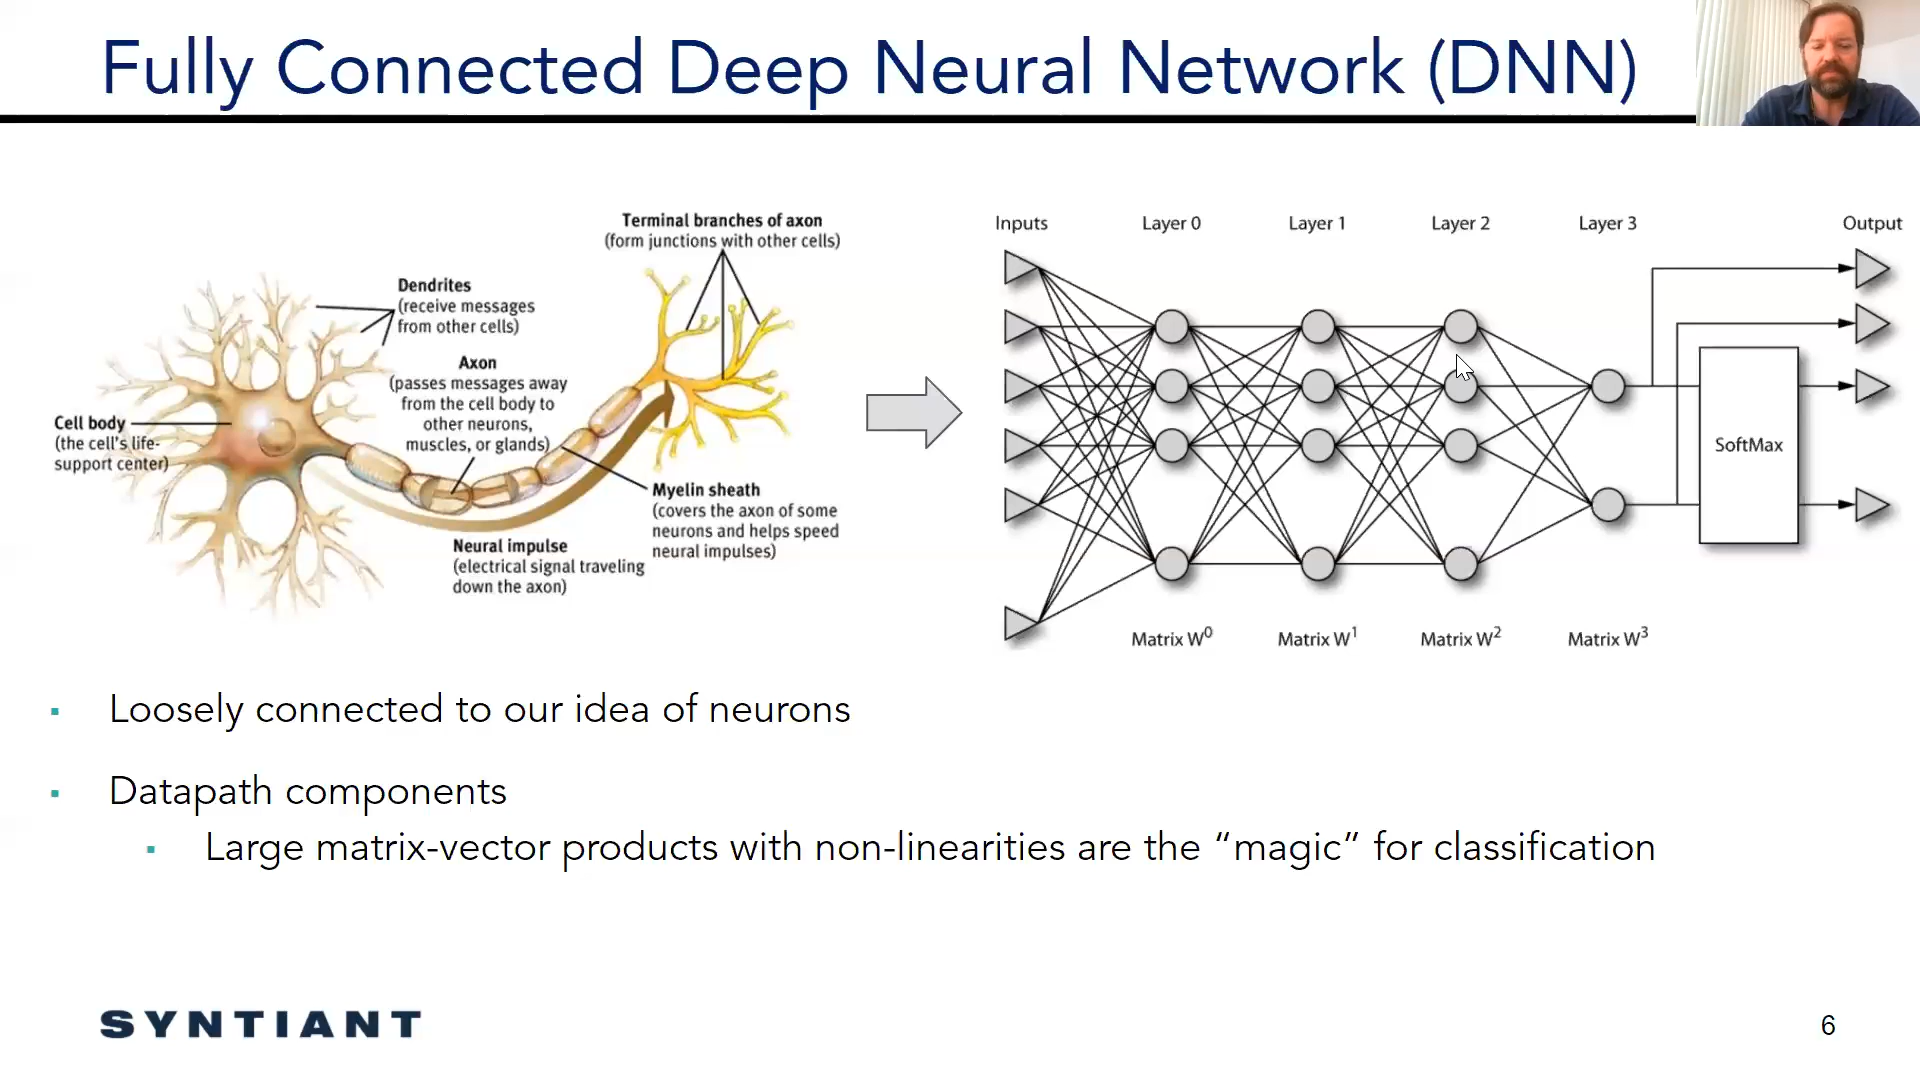 Fully Connected Deep Neural Network (DNN)
Terminal branches of axon
(form junctions with other cells)
Dendrites
(receive messages
from other cells)
Axon
(passes messages away
from the cell body to
other neurons,
muscles, or glands)
Cell body
(the cell's life-
support center)
Myelin sheath
(covers the axon of some
neurons and helps speed
neural impulses)
Neural impulse
(electrical signal traveling
down the axon)
Inputs Layer 0 Layer 1 Layer 2 Layer 3 Output
SoftMax
Matrix W⁰ Matrix W¹ Matrix W² Matrix W³
▪ Loosely connected to our idea of neurons
▪ Datapath components
▪ Large matrix-vector products with non-linearities are the “magic” for classification
SYNTIANT
6